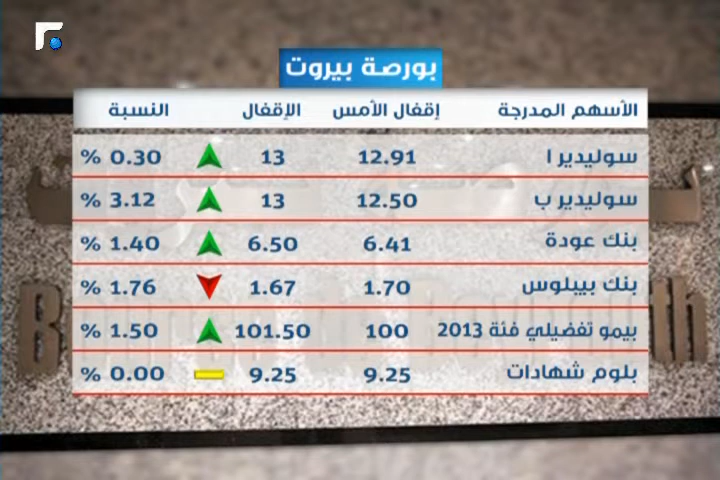 بورصة بيروت
الأسهم المدرجة إقفال الأمس الإقفال النسبة
سوليدير ا 12.91 13 0.30 %
سوليدير ب 12.50 13 3.12 %
بنك عودة 6.41 6.50 1.40 %
بنك بيبلوس 1.70 1.67 1.76 %
بيمو تفضيلي فئة 2013 100 101.50 1.50 %
بلوم شهادات 9.25 9.25 0.00 %